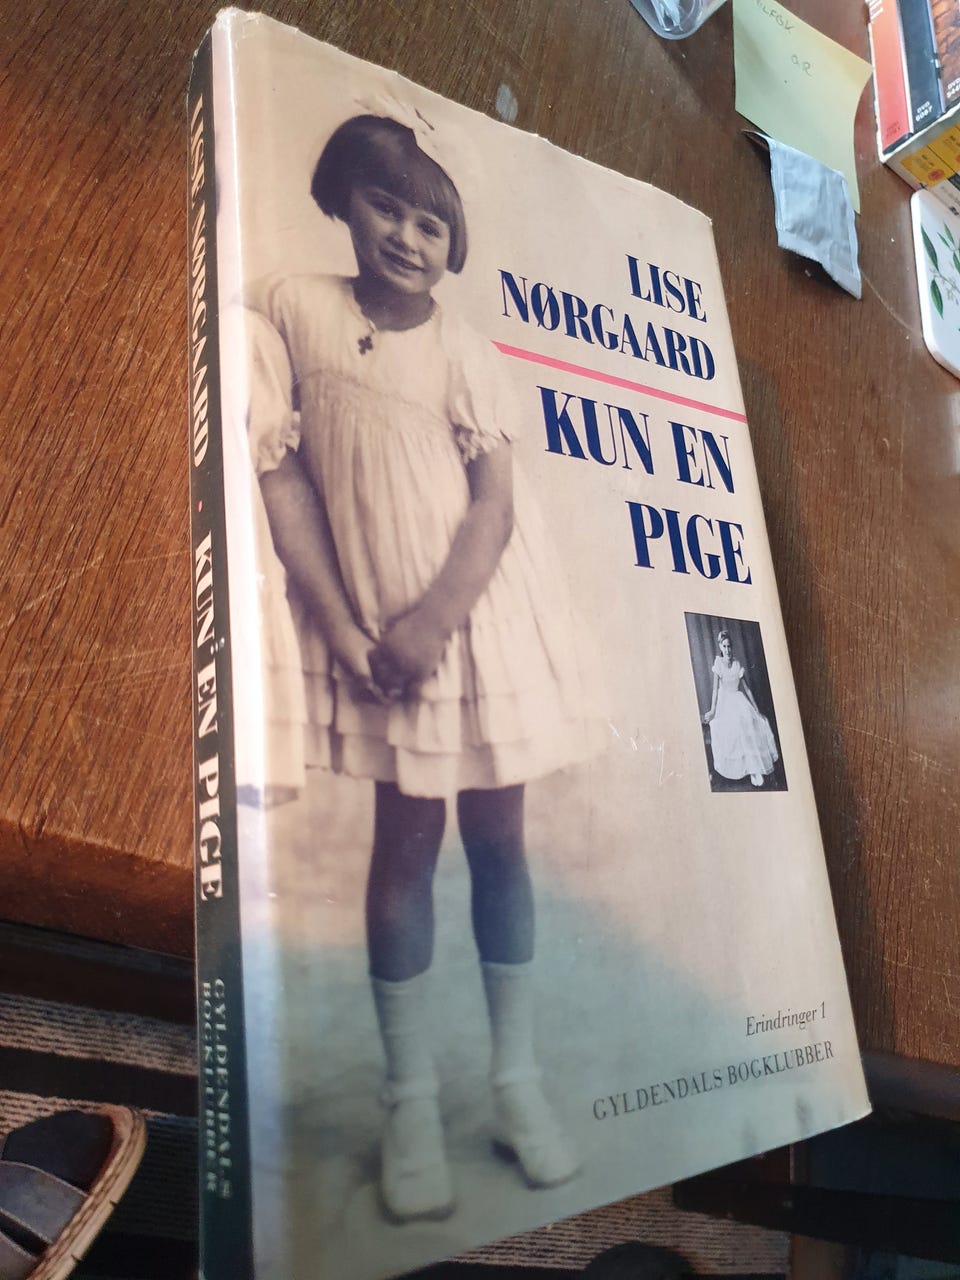 LISE
NØRGAARD
KUN EN
PIGE
Erindringer 1
GYLDENDALS BOGKLUBBER
LISE NØRGAARD · KUN EN PIGE
GYLDENDALS
BOGKLUBBER